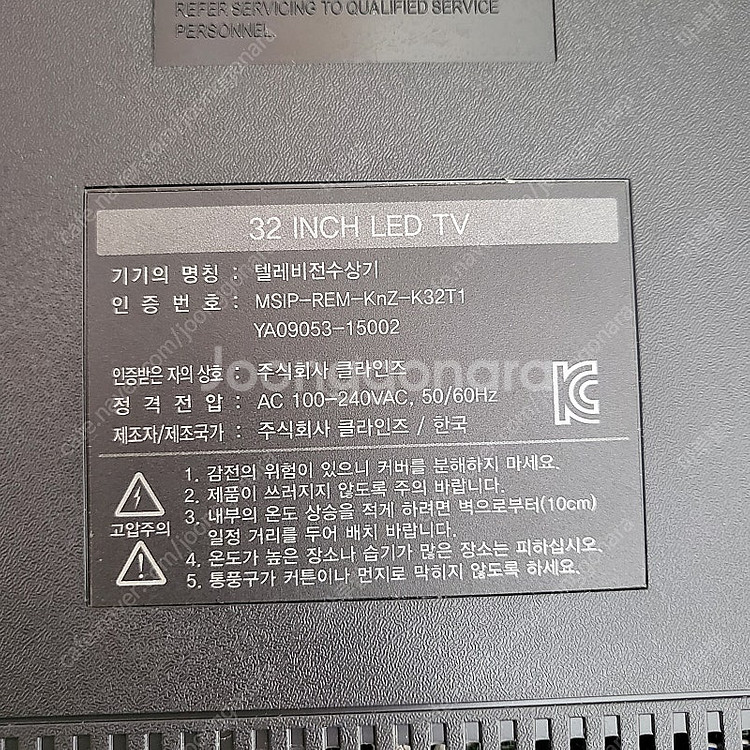 REFER SERVICING TO QUALIFIED SERVICE
PERSONNEL.
32 INCH LED TV
기기의 명칭 : 텔레비전수상기
인 증 번 호 : MSIP-REM-KnZ-K32T1
YA09053-15002
인증받은 자의 상호 : 주식회사 클라인즈
정 격 전 압 : AC 100-240VAC, 50/60Hz
제조자/제조국가 : 주식회사 클라인즈 / 한국
고압주의
1. 감전의 위험이 있으니 커버를 분해하지 마세요.
2. 제품이 쓰러지지 않도록 주의 바랍니다.
3. 내부의 온도 상승을 적게 하려면 벽으로부터(10cm)
일정 거리를 두어 배치 바랍니다.
4. 온도가 높은 장소나 습기가 많은 장소는 피하십시오.
5. 통풍구가 커튼이나 먼지로 막히지 않도록 하세요.
Joonggonara
cafe.naver.com/joonggonara